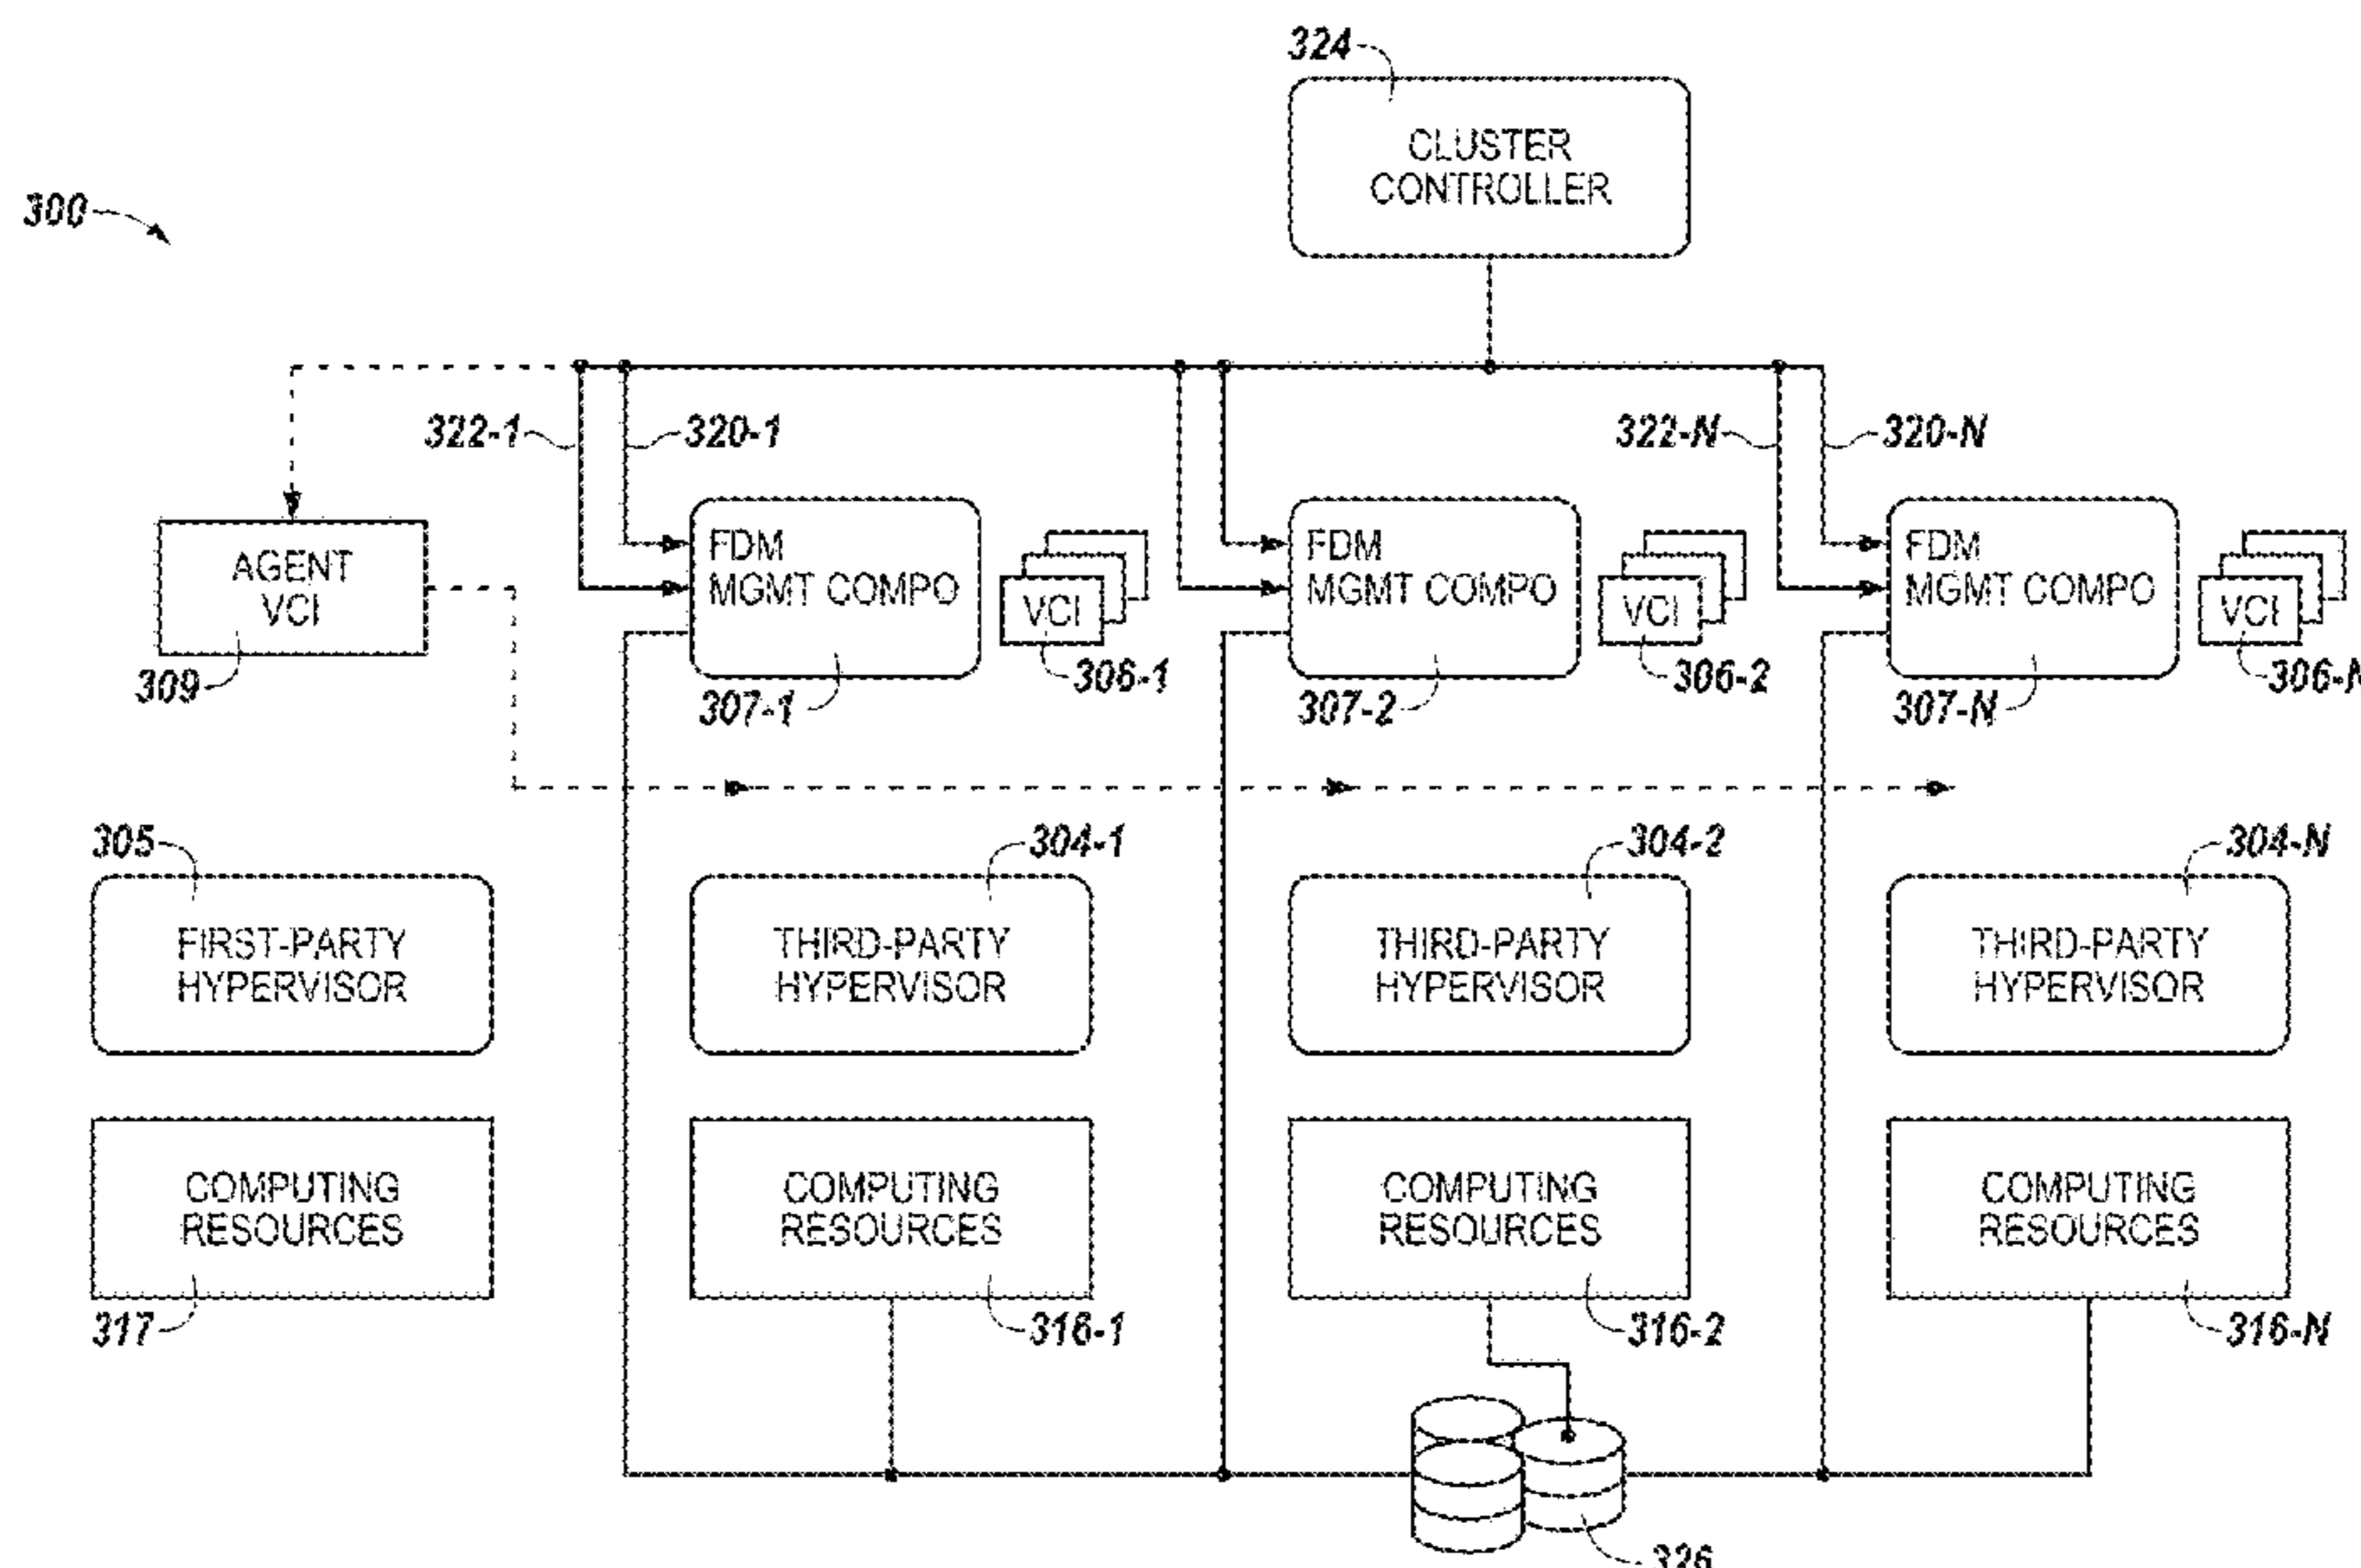 324
CLUSTER
CONTROLLER
300
322-1
320-1
322-N
320-N
AGENT
VCI
309
FDM
MGMT COMPO
307-1
VCI
306-1
FDM
MGMT COMPO
307-2
VCI
306-2
FDM
MGMT COMPO
307-N
VCI
306-N
305
FIRST-PARTY
HYPERVISOR
304-1
THIRD-PARTY
HYPERVISOR
304-2
THIRD-PARTY
HYPERVISOR
304-N
THIRD-PARTY
HYPERVISOR
COMPUTING
RESOURCES
317
COMPUTING
RESOURCES
316-1
COMPUTING
RESOURCES
316-2
COMPUTING
RESOURCES
316-N
326